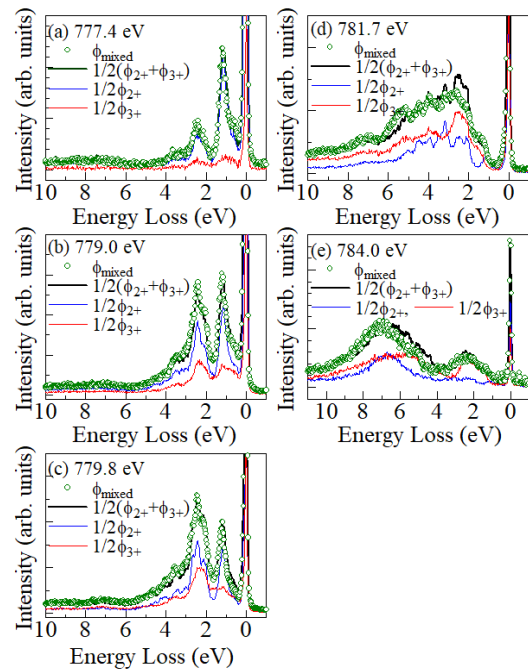 (a) 777.4 eV
ϕmixed
1/2(ϕ2++ϕ3+)
1/2ϕ2+
1/2ϕ3+
Intensity (arb. units)
10 8 6 4 2 0
Energy Loss (eV)
(b) 779.0 eV
ϕmixed
1/2(ϕ2++ϕ3+)
1/2ϕ2+
1/2ϕ3+
Intensity (arb. units)
10 8 6 4 2 0
Energy Loss (eV)
(c) 779.8 eV
ϕmixed
1/2(ϕ2++ϕ3+)
1/2ϕ2+
1/2ϕ3+
Intensity (arb. units)
10 8 6 4 2 0
Energy Loss (eV)
(d) 781.7 eV
ϕmixed
1/2(ϕ2++ϕ3+)
1/2ϕ2+
1/2ϕ
Intensity (arb. units)
10 8 6 4 2 0
Energy Loss (eV)
(e) 784.0 eV
ϕmixed
1/2(ϕ2++ϕ3+)
1/2ϕ2+, 1/2ϕ3+
Intensity (arb. units)
10 8 6 4 2 0
Energy Loss (eV)